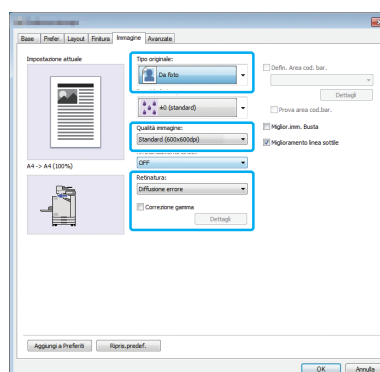 Base Prefer. Layout Finitura Immagine Avanzate
Impostazione attuale
A4 -> A4 (100%)
Tipo originale:
Da foto
+0 (standard)
Qualità immagine:
Standard (600x600dpi)
OFF
Retinatura:
Diffusione errore
Correzione gamma
Dettagli
Defin. Area cod. bar.
Dettagli
Prova area cod.bar.
Miglior.imm. Busta
Miglioramento linea sottile
Aggiungi a Preferiti Ripris.predef.
OK Annulla